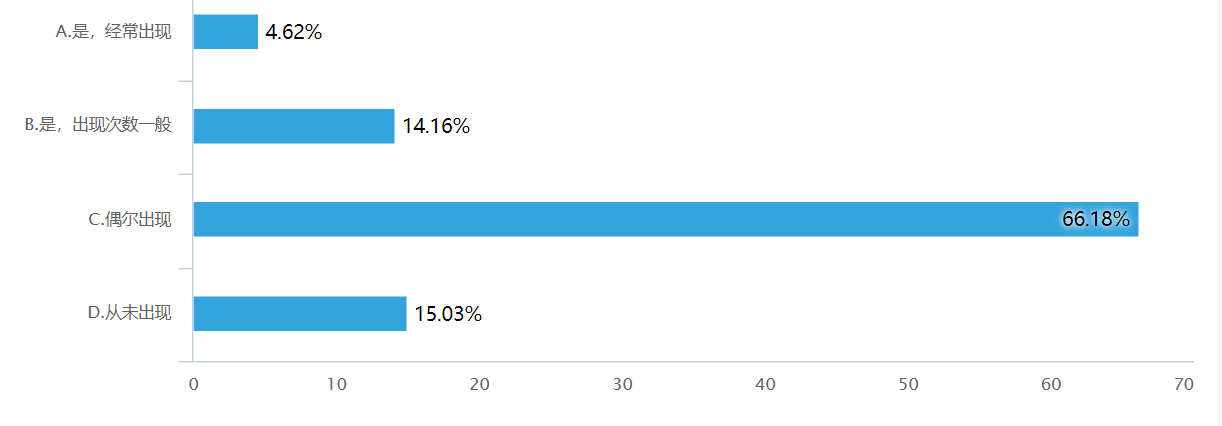 A.是，经常出现 4.62%
B.是，出现次数一般 14.16%
C.偶尔出现 66.18%
D.从未出现 15.03%
0 10 20 30 40 50 60 70